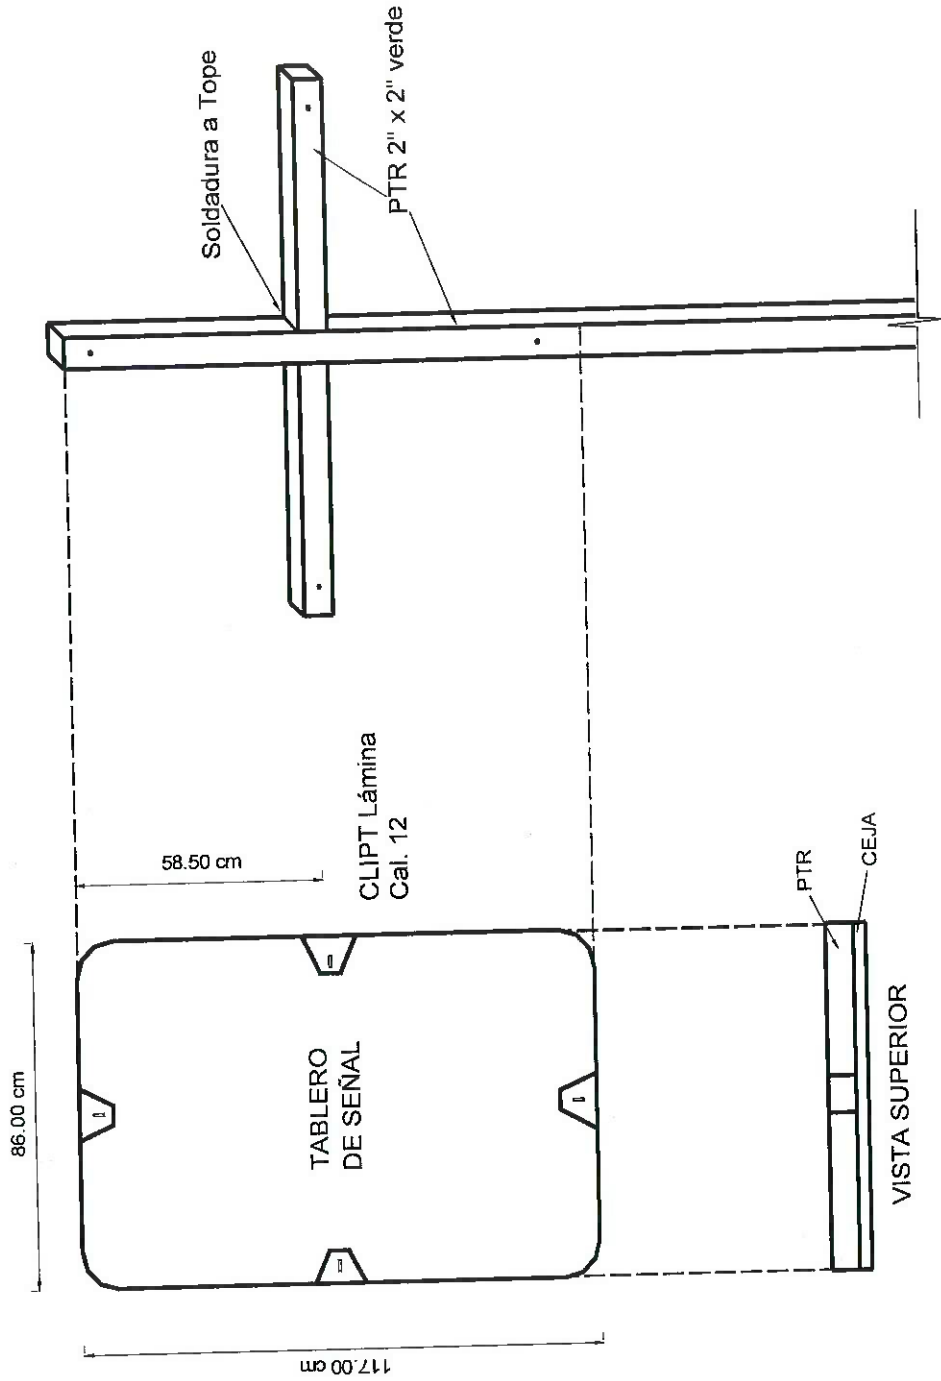 Soldadura a Tope
PTR 2" x 2" verde
58.50 cm
CLIPT Lámina
Cal. 12
86.00 cm
TABLERO
DE SEÑAL
117.00 cm
PTR
CEJA
VISTA SUPERIOR